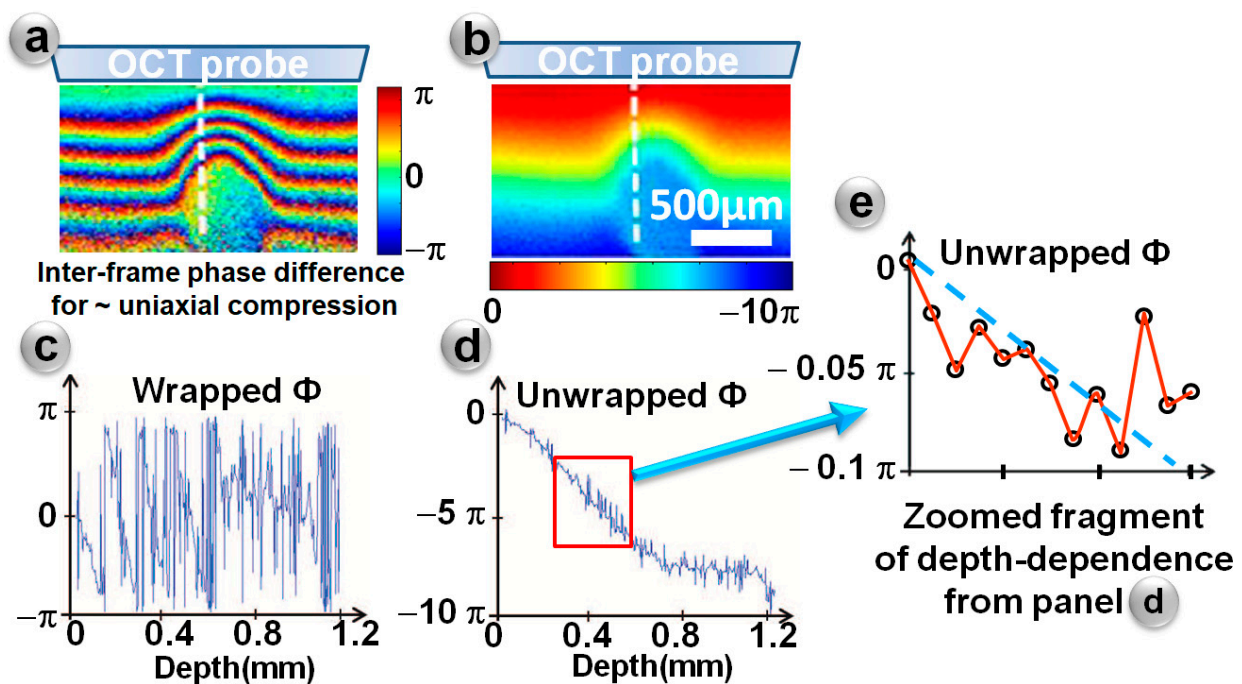 a
OCT probe
π
0
−π
Inter-frame phase difference
for ~ uniaxial compression
b
OCT probe
500μm
0
−10π
c
Wrapped Φ
π
0
−π
0
0.4
0.8
1.2
Depth(mm)
d
Unwrapped Φ
0
−5 π
−10 π
0
0.4
0.8
1.2
Depth(mm)
e
Unwrapped Φ
0
− 0.05 π
− 0.1 π
Zoomed fragment
of depth-dependence
from panel d